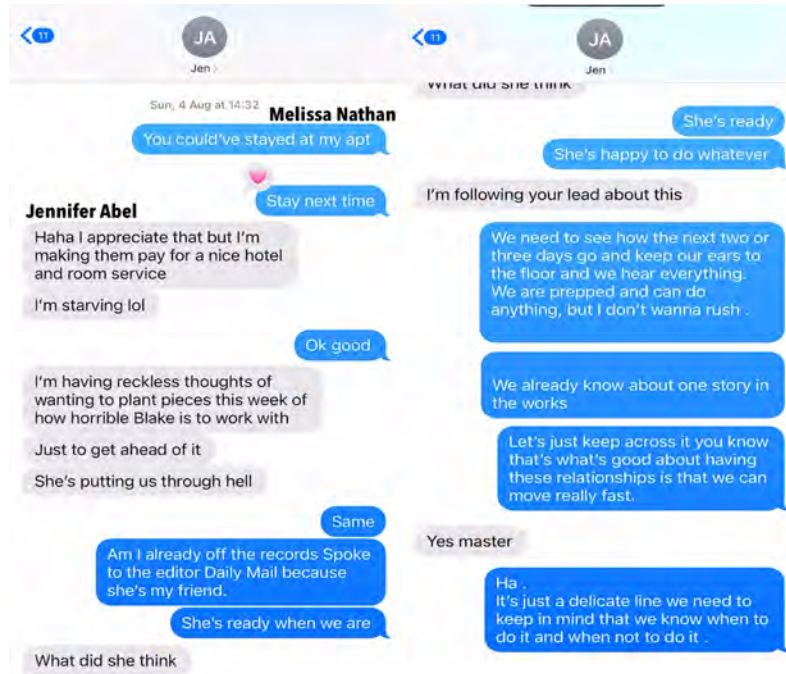 11
JA
Jen
Sun, 4 Aug at 14:32
Melissa Nathan
You could've stayed at my apt
Stay next time
Jennifer Abel
Haha I appreciate that but I'm
making them pay for a nice hotel
and room service
I'm starving lol
Ok good
I'm having reckless thoughts of
wanting to plant pieces this week of
how horrible Blake is to work with
Just to get ahead of it
She's putting us through hell
Same
Am I already off the records Spoke
to the editor Daily Mail because
she's my friend.
She's ready when we are
What did she think
11
JA
Jen
What did she think
She's ready
She's happy to do whatever
I'm following your lead about this
We need to see how the next two or
three days go and keep our ears to
the floor and we hear everything.
We are prepped and can do
anything, but I don't wanna rush .
We already know about one story in
the works
Let's just keep across it you know
that's what's good about having
these relationships is that we can
move really fast.
Yes master
Ha .
It's just a delicate line we need to
keep in mind that we know when to
do it and when not to do it .